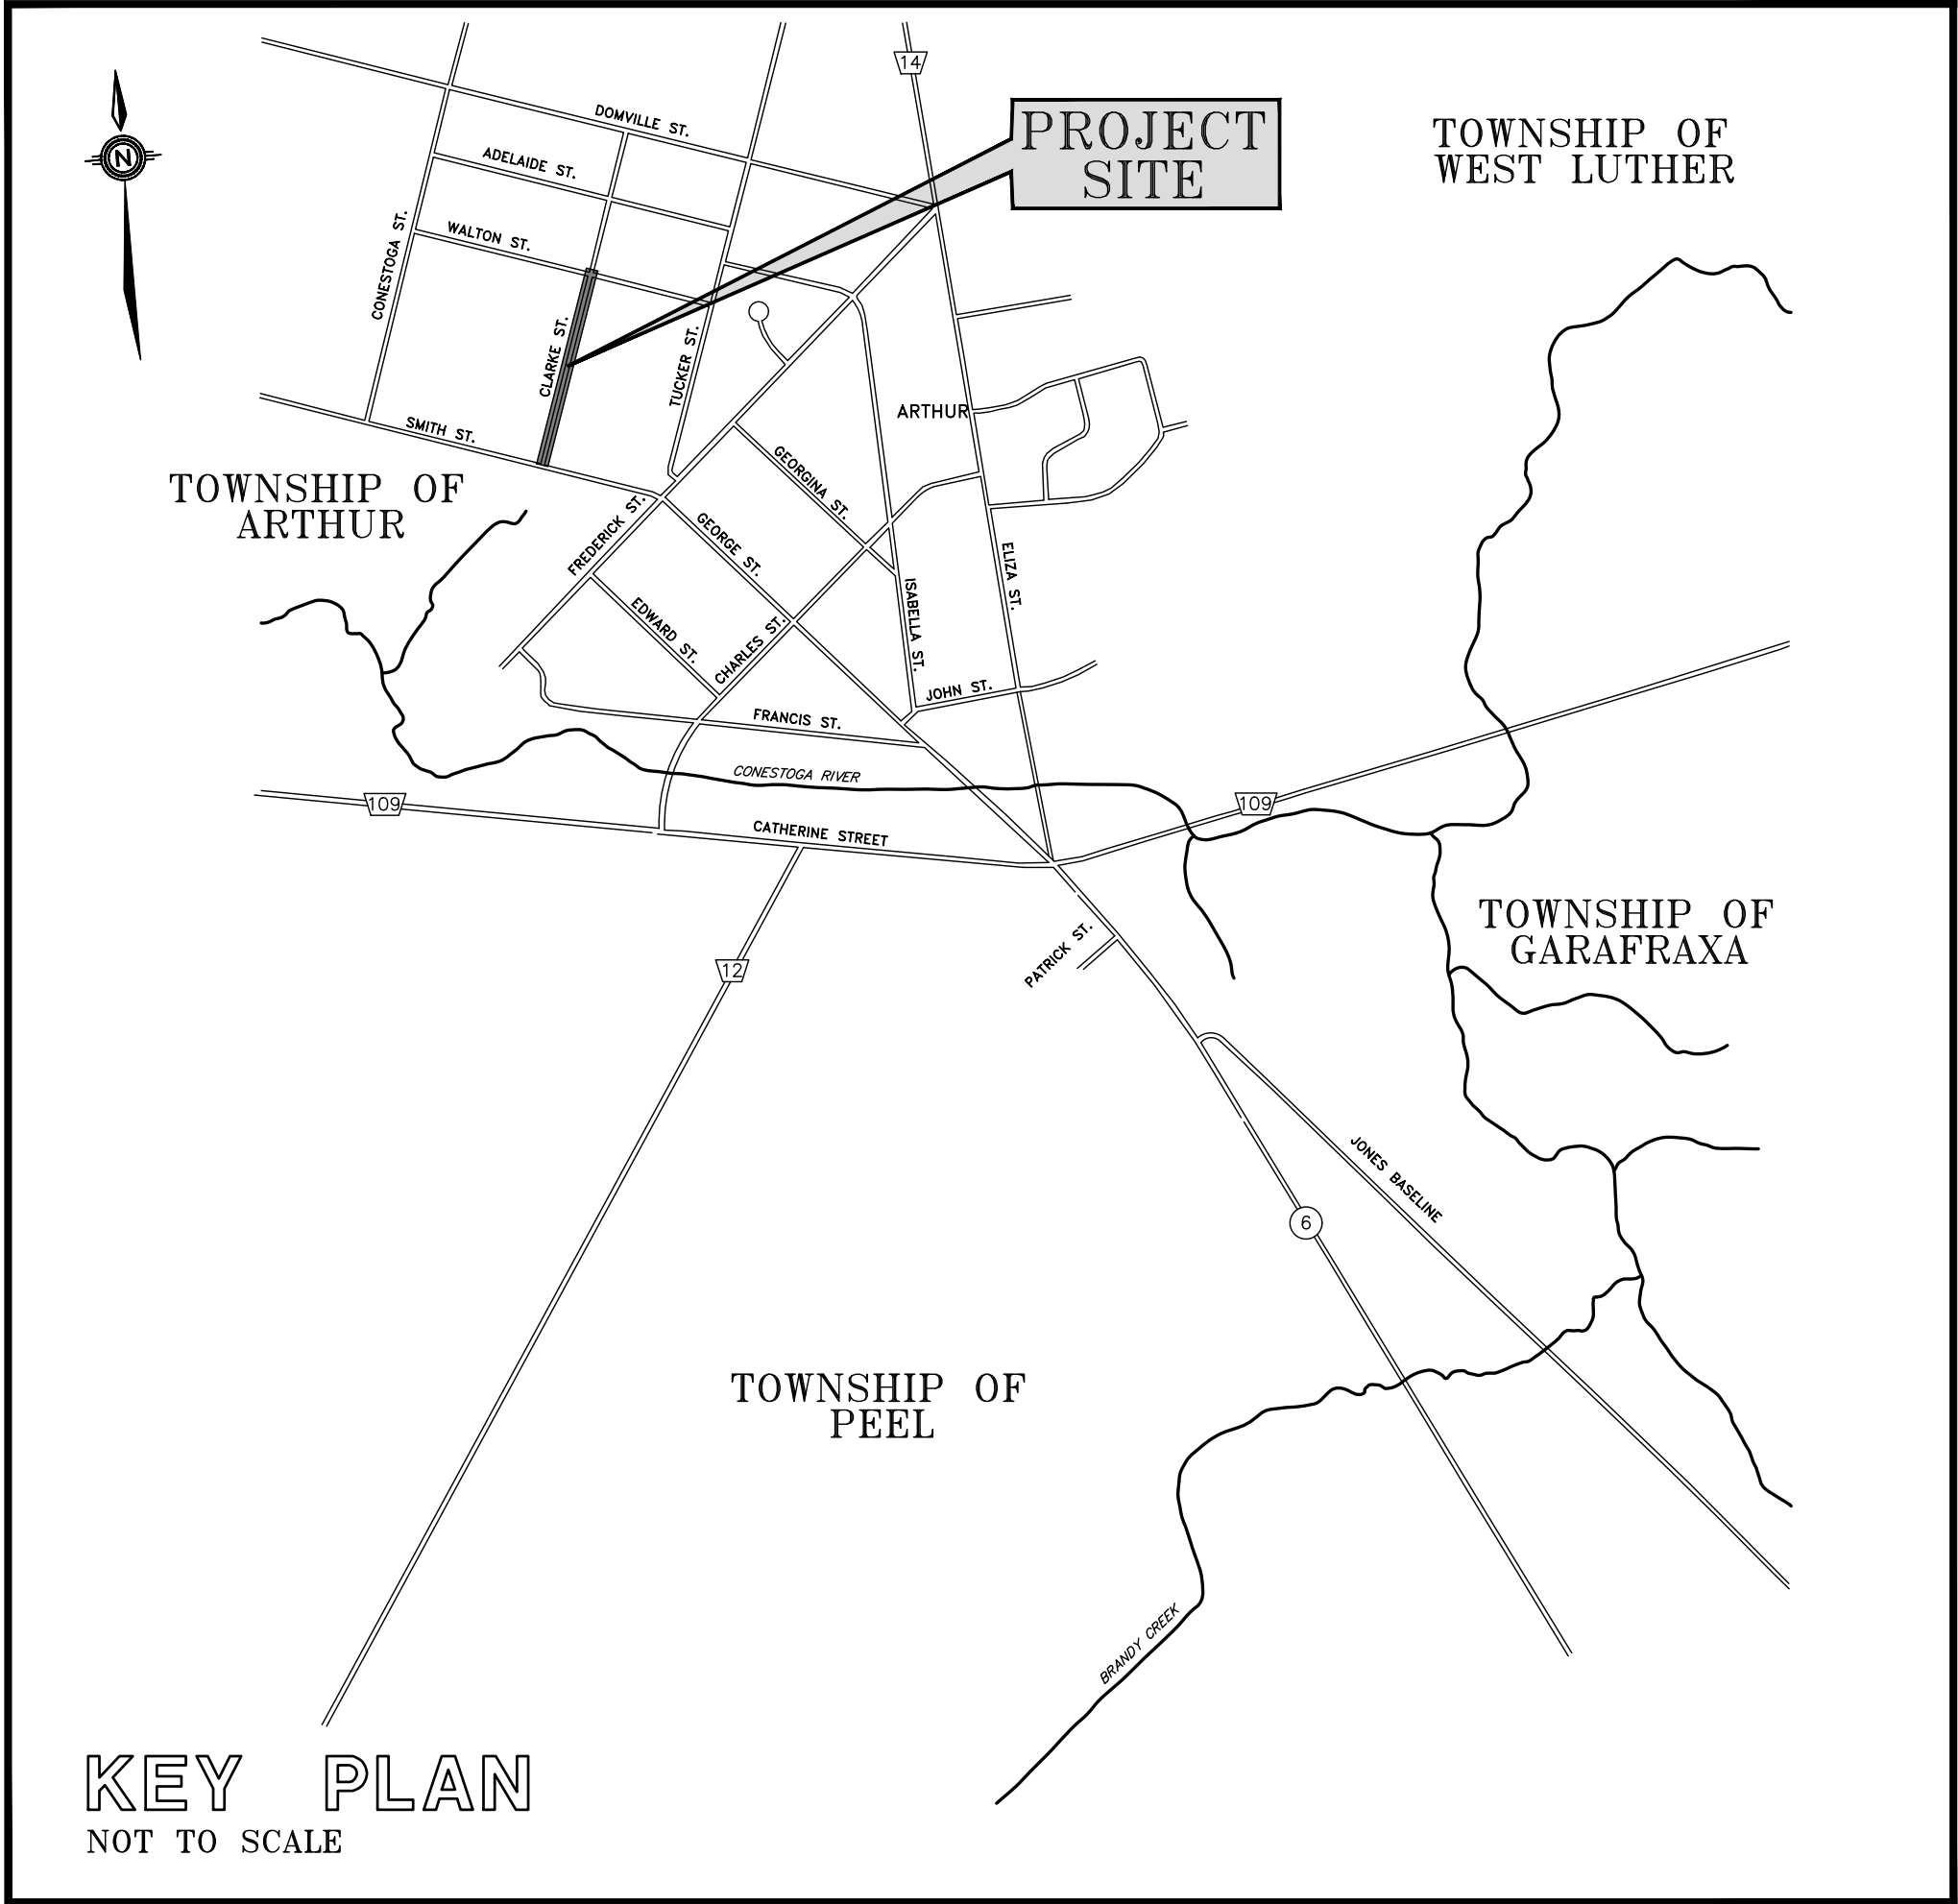 14
PROJECT
SITE
TOWNSHIP OF
WEST LUTHER
N
DOMVILLE ST.
ADELAIDE ST.
WALTON ST.
CONESTOGA ST.
CLARKE ST.
TUCKER ST.
SMITH ST.
ARTHUR
TOWNSHIP OF
ARTHUR
GEORGINA ST.
FREDERICK ST.
GEORGE ST.
EDWARD ST.
CHARLES ST.
ISABELLA ST.
ELIZA ST.
JOHN ST.
FRANCIS ST.
CONESTOGA RIVER
109
109
CATHERINE STREET
TOWNSHIP OF
GARAFRAXA
PATRICK ST.
12
JONES BASELINE
6
TOWNSHIP OF
PEEL
BRANDY CREEK
KEY PLAN
NOT TO SCALE